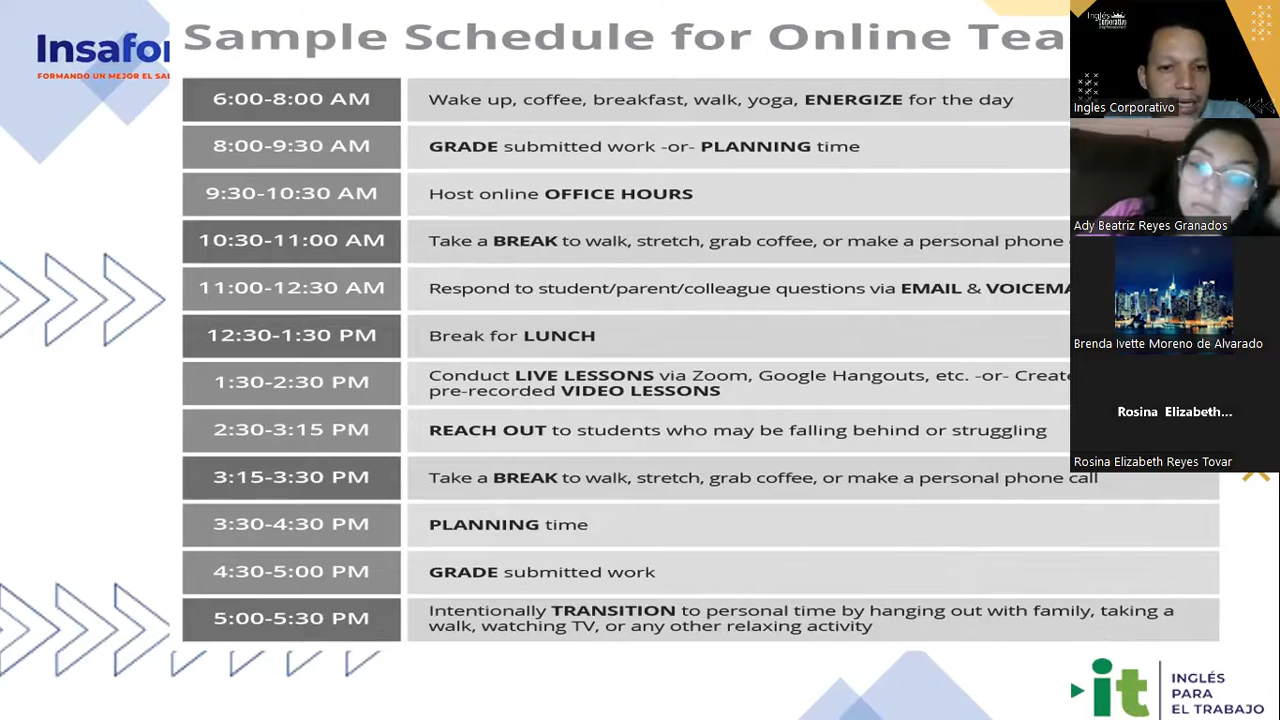 Insafor
FORMANDO UN MEJOR EL SA
Sample Schedule for Online Tea
6:00-8:00 AM Wake up, coffee, breakfast, walk, yoga, ENERGIZE for the day
8:00-9:30 AM GRADE submitted work -or- PLANNING time
9:30-10:30 AM Host online OFFICE HOURS
10:30-11:00 AM Take a BREAK to walk, stretch, grab coffee, or make a personal phone
11:00-12:30 AM Respond to student/parent/colleague questions via EMAIL & VOICEMA
12:30-1:30 PM Break for LUNCH
1:30-2:30 PM Conduct LIVE LESSONS via Zoom, Google Hangouts, etc. -or- Create
pre-recorded VIDEO LESSONS
2:30-3:15 PM REACH OUT to students who may be falling behind or struggling
3:15-3:30 PM Take a BREAK to walk, stretch, grab coffee, or make a personal phone call
3:30-4:30 PM PLANNING time
4:30-5:00 PM GRADE submitted work
5:00-5:30 PM Intentionally TRANSITION to personal time by hanging out with family, taking a
walk, watching TV, or any other relaxing activity
Inglés
Corporativo
Ingles Corporativo
Ady Beatriz Reyes Granados
Brenda Ivette Moreno de Alvarado
Rosina Elizabeth...
Rosina Elizabeth Reyes Tovar
it
INGLÉS
PARA
EL TRABAJO